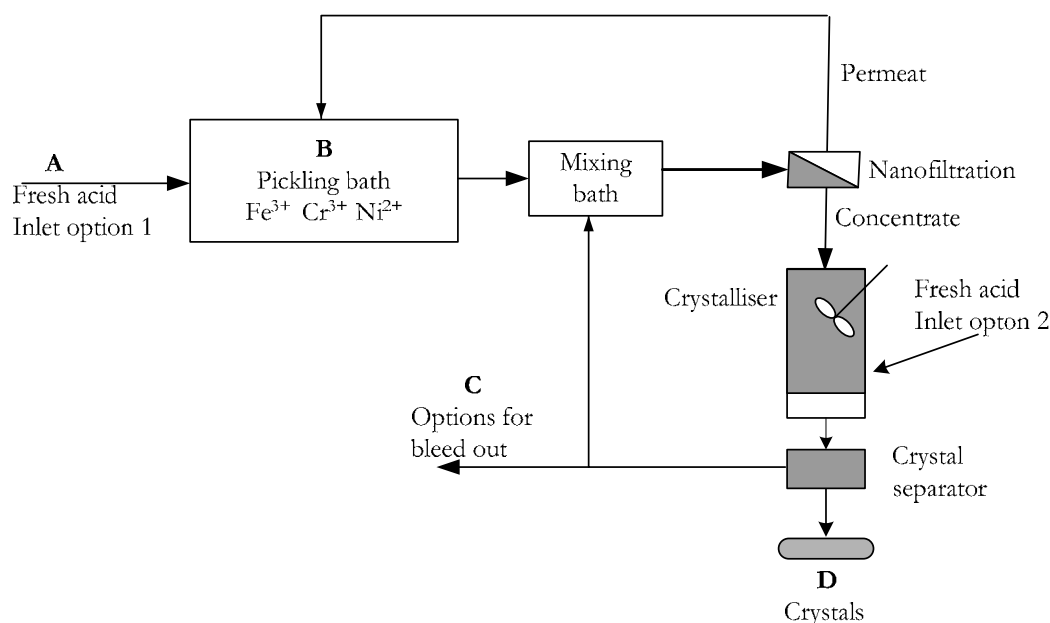 Permeat
A
Fresh acid
Inlet option 1
B
Pickling bath
Fe³⁺ Cr³⁺ Ni²⁺
Mixing
bath
Nanofiltration
Concentrate
Crystalliser
Fresh acid
Inlet opton 2
C
Options for
bleed out
Crystal
separator
D
Crystals